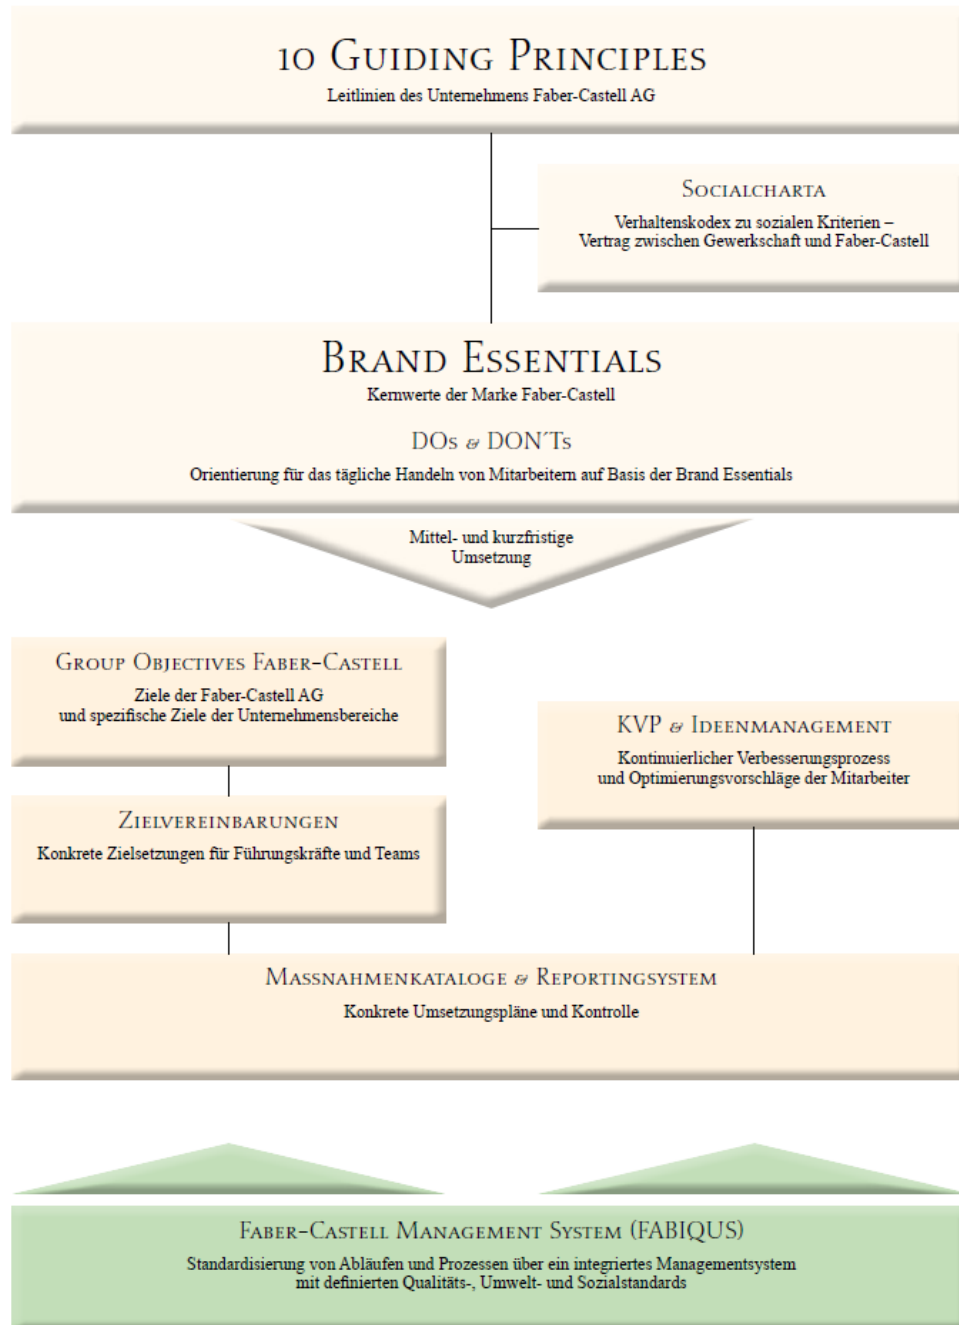 10 Guiding Principles
Leitlinien des Unternehmens Faber-Castell AG
Socialcharta
Verhaltenskodex zu sozialen Kriterien –
Vertrag zwischen Gewerkschaft und Faber-Castell
Brand Essentials
Kernwerte der Marke Faber-Castell
DOs & DON´Ts
Orientierung für das tägliche Handeln von Mitarbeitern auf Basis der Brand Essentials
Mittel- und kurzfristige
Umsetzung
Group Objectives Faber-Castell
Ziele der Faber-Castell AG
und spezifische Ziele der Unternehmensbereiche
KVP & Ideenmanagement
Kontinuierlicher Verbesserungsprozess
und Optimierungsvorschläge der Mitarbeiter
Zielvereinbarungen
Konkrete Zielsetzungen für Führungskräfte und Teams
Massnahmenkataloge & Reportingsystem
Konkrete Umsetzungspläne und Kontrolle
Faber-Castell Management System (FABIQUS)
Standardisierung von Abläufen und Prozessen über ein integriertes Managementsystem
mit definierten Qualitäts-, Umwelt- und Sozialstandards